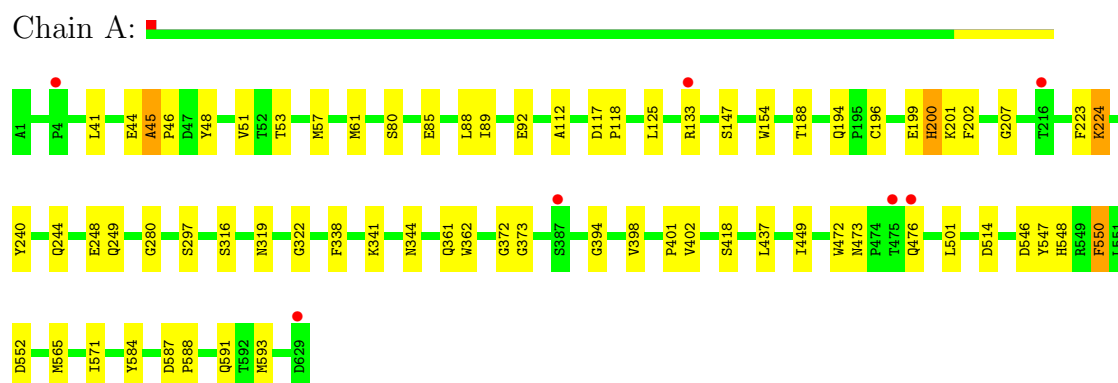 Chain A:
A1 P4 L41 E44 A45 P46 D47 Y48 V51 T52 T53 M57 M61 S80 E85 L88 I89 E92 A112 D117 P118 L125 R133 S147 W154 T188 Q194 P195 C196 E199 H200 K201 F202 G207 T216 F223 K224
Y240 Q244 E248 Q249 G280 S297 S316 N319 G322 F338 K341 N344 Q361 W362 G372 G373 S387 G394 V398 P401 V402 S418 L437 I449 W472 N473 P474 T475 Q476 L501 D514 D546 Y547 H548 R549 F550
D552 M565 I571 Y584 D587 P588 Q591 T592 M593 D629